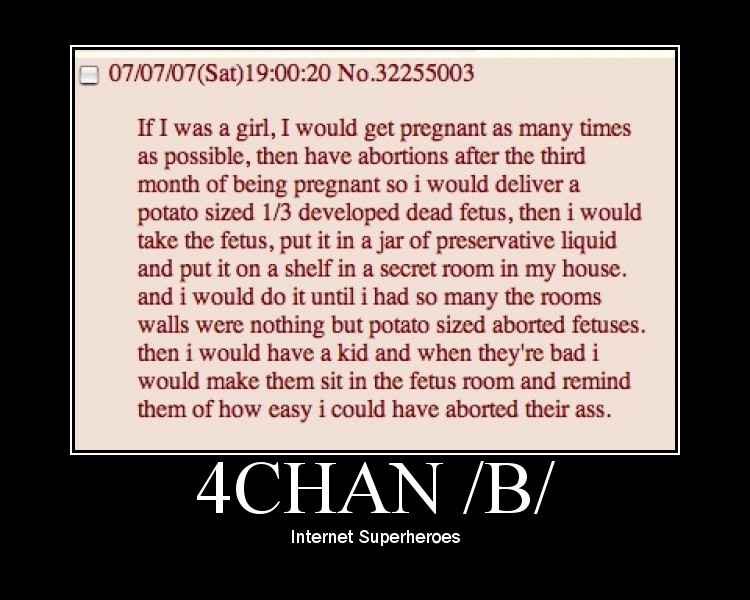 07/07/07(Sat)19:00:20 No.32255003
If I was a girl, I would get pregnant as many times
as possible, then have abortions after the third
month of being pregnant so i would deliver a
potato sized 1/3 developed dead fetus, then i would
take the fetus, put it in a jar of preservative liquid
and put it on a shelf in a secret room in my house.
and i would do it until i had so many the rooms
walls were nothing but potato sized aborted fetuses.
then i would have a kid and when they're bad i
would make them sit in the fetus room and remind
them of how easy i could have aborted their ass.
4CHAN /B/
Internet Superheroes